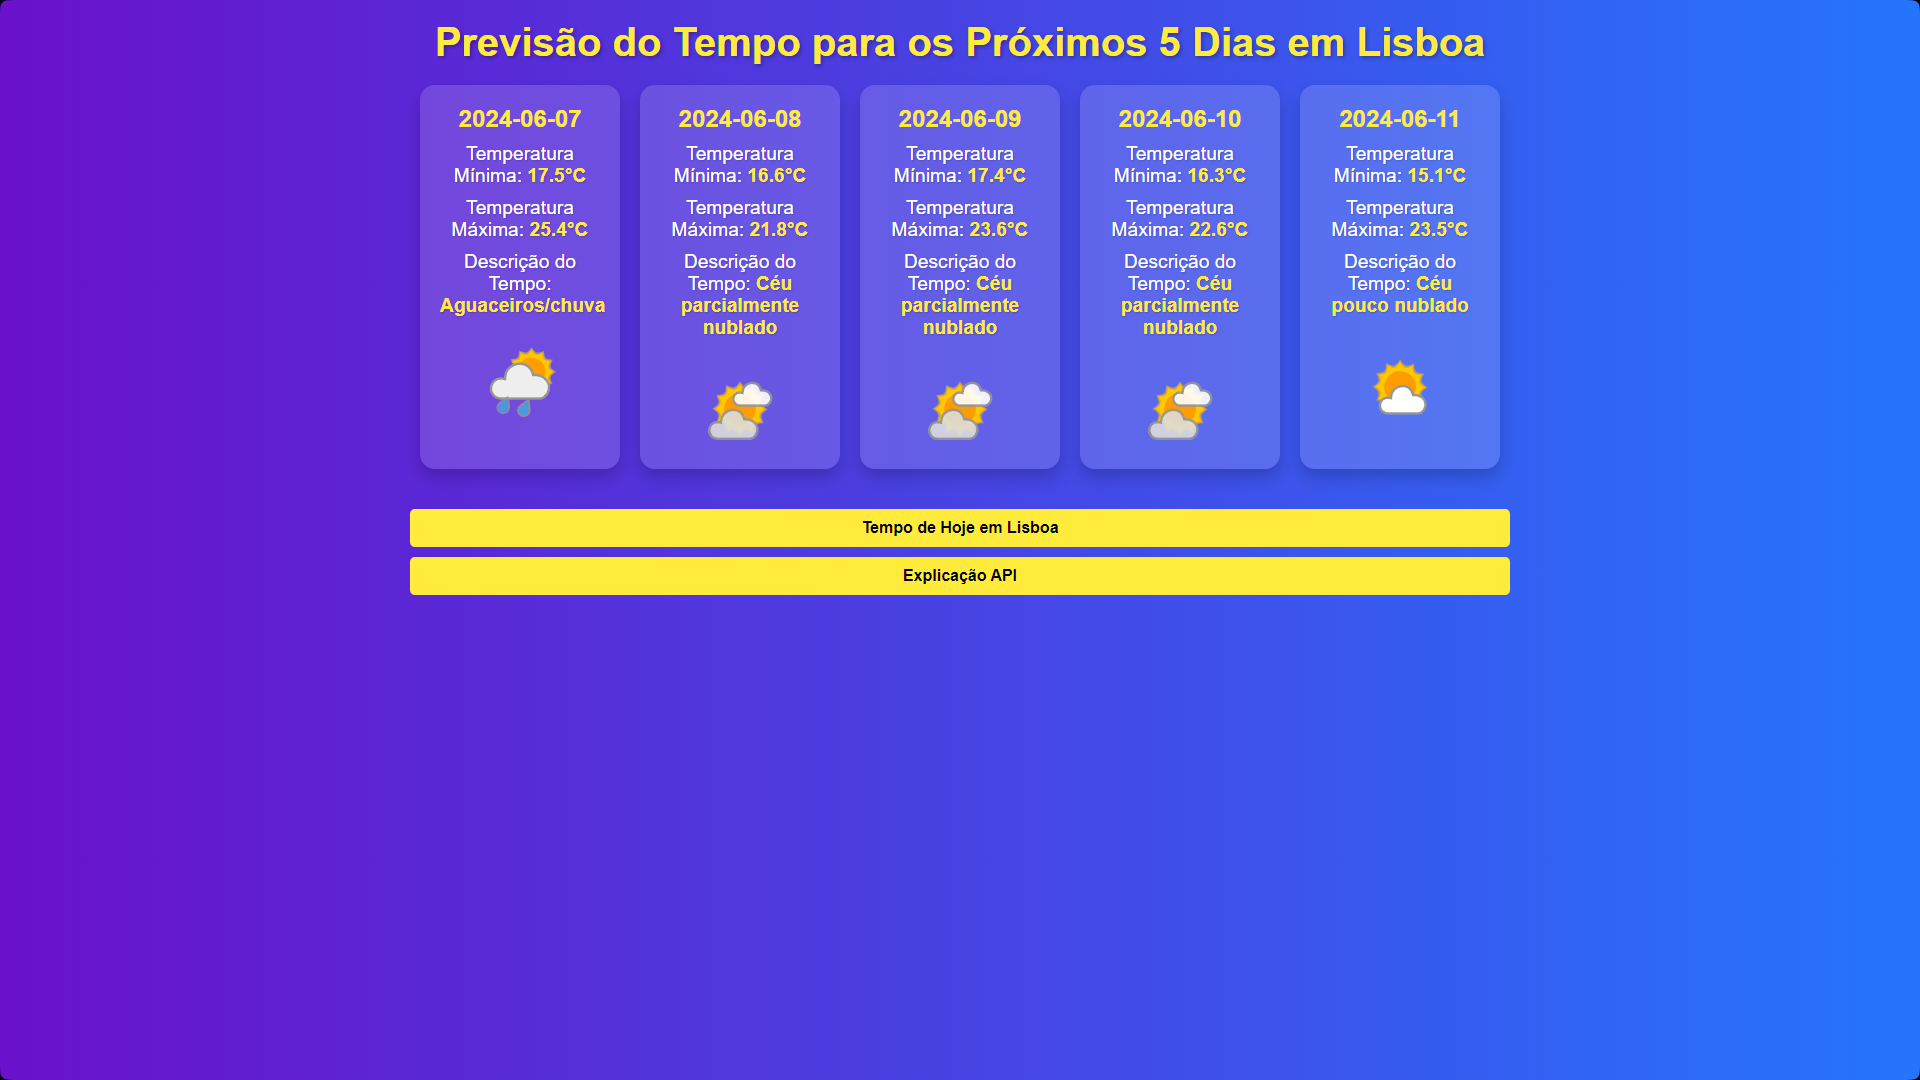 Previsão do Tempo para os Próximos 5 Dias em Lisboa
2024-06-07
Temperatura
Mínima: 17.5°C
Temperatura
Máxima: 25.4°C
Descrição do
Tempo:
Aguaceiros/chuva
2024-06-08
Temperatura
Mínima: 16.6°C
Temperatura
Máxima: 21.8°C
Descrição do
Tempo: Céu
parcialmente
nublado
2024-06-09
Temperatura
Mínima: 17.4°C
Temperatura
Máxima: 23.6°C
Descrição do
Tempo: Céu
parcialmente
nublado
2024-06-10
Temperatura
Mínima: 16.3°C
Temperatura
Máxima: 22.6°C
Descrição do
Tempo: Céu
parcialmente
nublado
2024-06-11
Temperatura
Mínima: 15.1°C
Temperatura
Máxima: 23.5°C
Descrição do
Tempo: Céu
pouco nublado
Tempo de Hoje em Lisboa
Explicação API